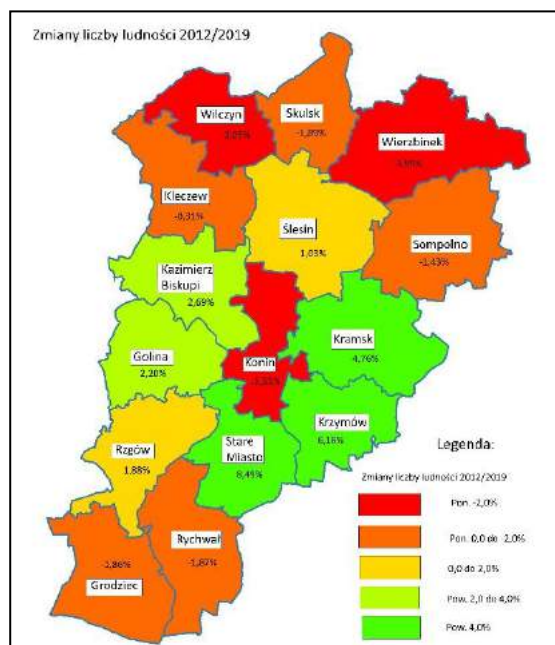 Zmiany liczby ludności 2012/2019
Wilczyn
Skulsk
Wierzbinek
Kleczew
-0,31%
Ślesin
1,03%
Sompolno
-1,43%
Kazimierz
Biskupi
2,69%
Konin
Kramsk
4,76%
Golina
2,20%
Krzymów
6,16%
Stare
Miasto
8,49%
Rzgów
1,88%
Rychwał
-1,87%
-1,86%
Grodziec
Legenda:
Zmiany liczby ludności 2012/2019
Pon. -2,0%
Pon. 0,0 do -2,0%
0,0 do 2,0%
Pow. 2,0 do 4,0%
Pow. 4,0%